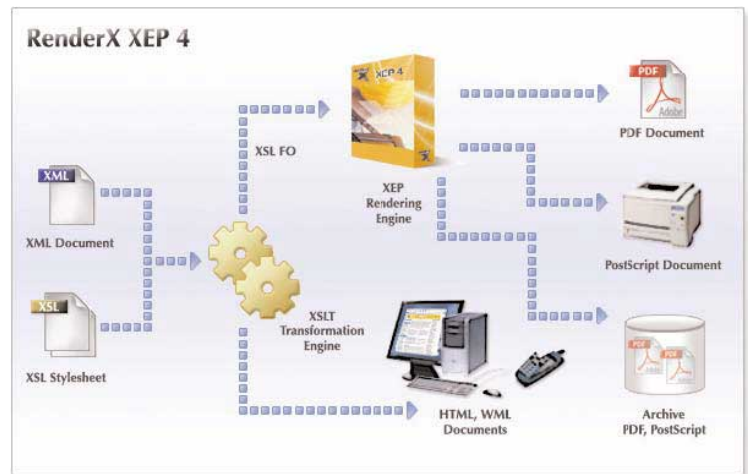 RenderX XEP 4
XEP 4
PDF
Adobe
PDF Document
XSL FO
XEP
Rendering
Engine
XML
XML Document
PostScript Document
XSL
XSL Stylesheet
XSLT
Transformation
Engine
HTML, WML
Documents
PDF
PDF
Archive
PDF, PostScript